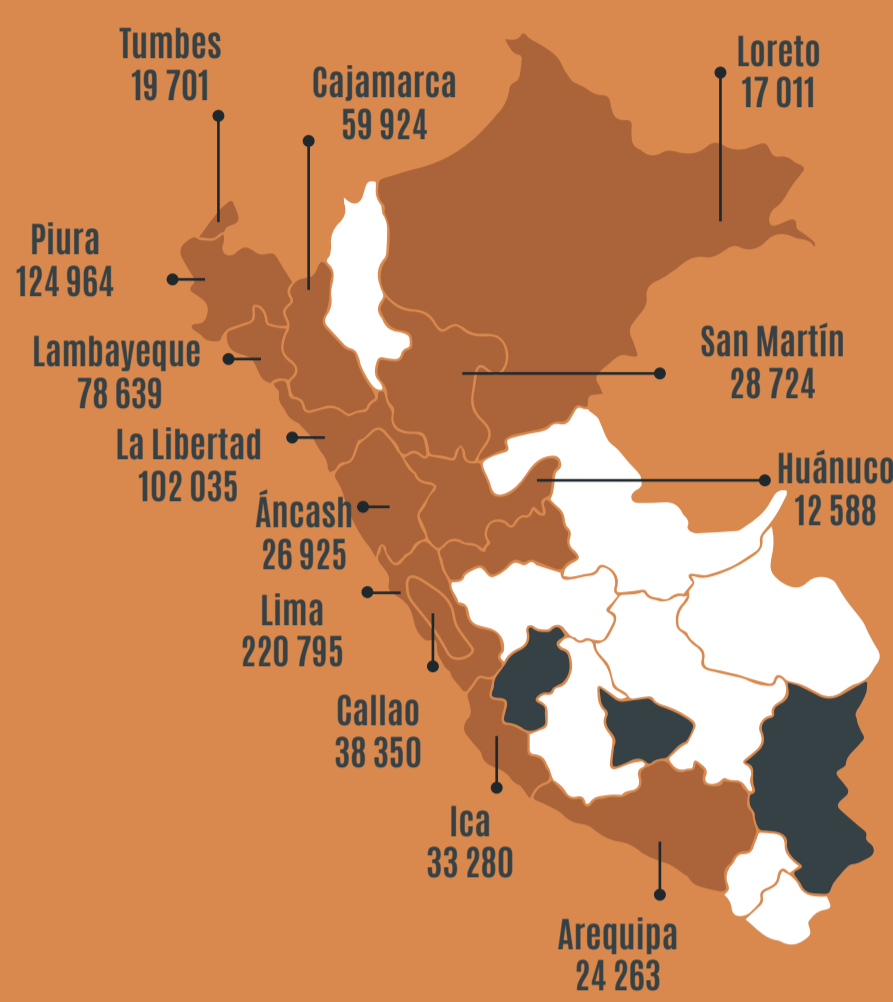 Tumbes
19 701
Cajamarca
59 924
Loreto
17 011
Piura
124 964
Lambayeque
78 639
San Martín
28 724
La Libertad
102 035
Huánuco
12 588
Áncash
26 925
Lima
220 795
Callao
38 350
Ica
33 280
Arequipa
24 263